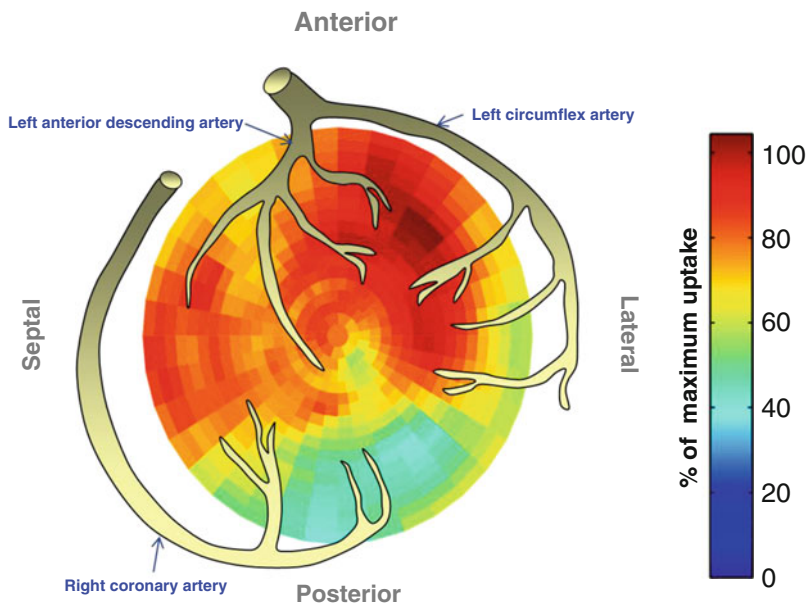 Anterior
Left anterior descending artery
Left circumflex artery
Septal
Lateral
Right coronary artery
Posterior
% of maximum uptake
100
80
60
40
20
0